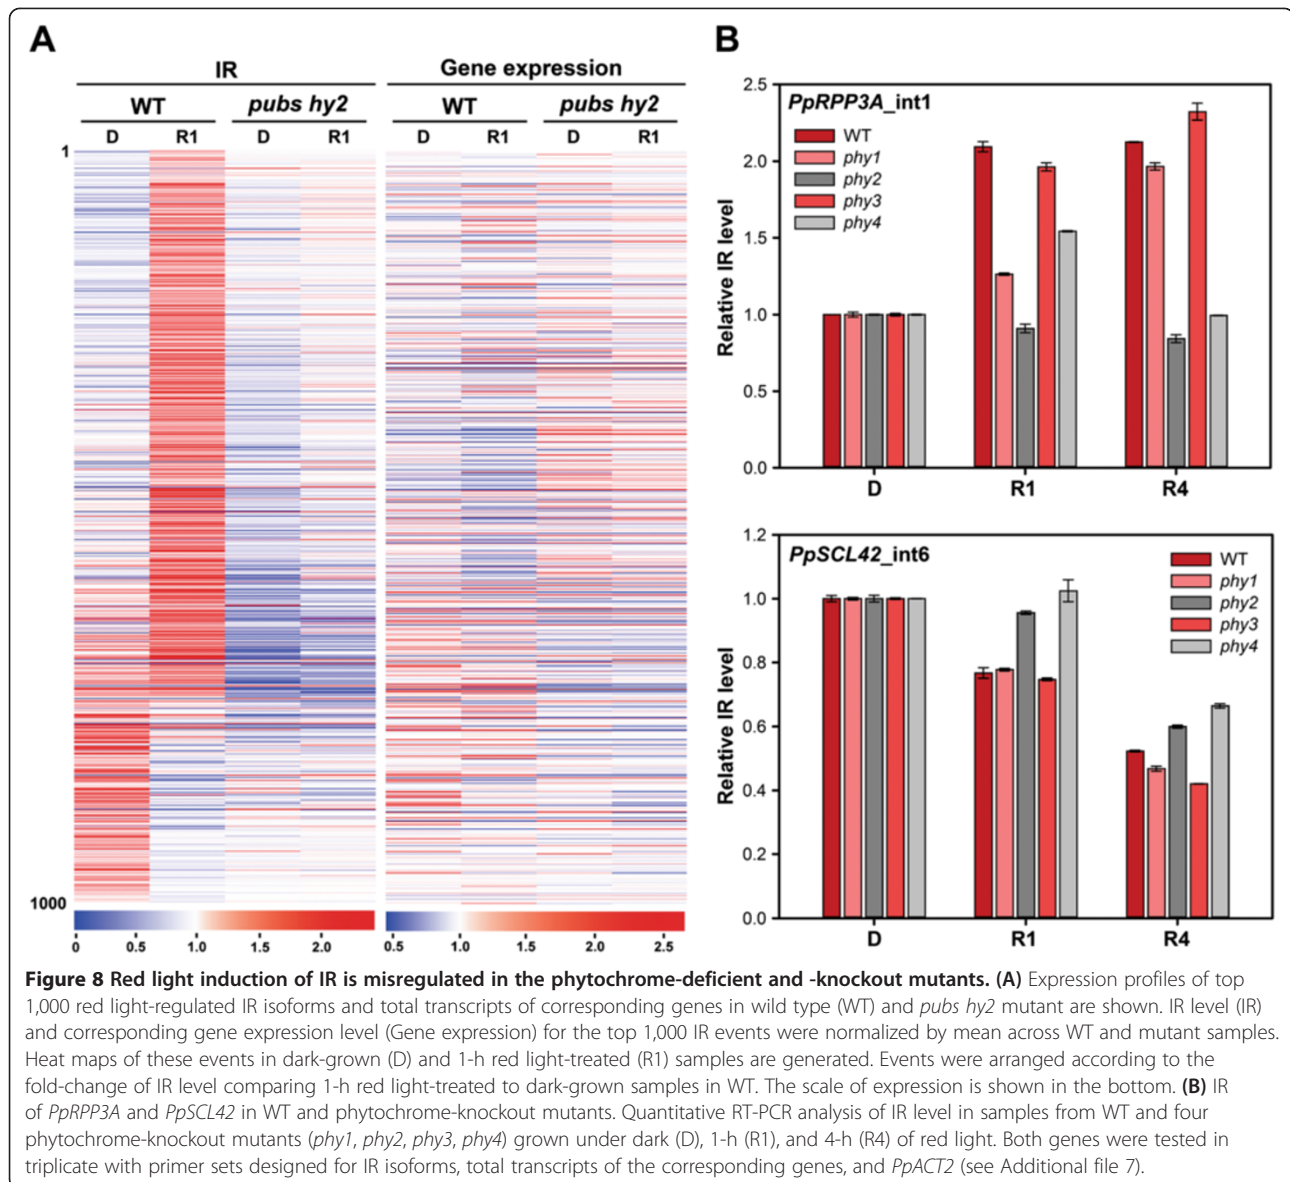 A
IR
Gene expression
WT
pubs hy2
WT
pubs hy2
D
R1
D
R1
D
R1
D
R1
1
1000
0
0.5
1.0
1.5
2.0
0.5
1.0
2.0
2.5
B
PpRPP3A_int1
WT
phy1
phy2
phy3
phy4
Relative IR level
2.5
2.0
1.5
1.0
0.5
0.0
D
R1
R4
PpSCL42_int6
WT
phy1
phy2
phy3
phy4
Relative IR level
1.2
1.0
0.8
0.6
0.4
0.2
0.0
D
R1
R4
Figure 8 Red light induction of IR is misregulated in the phytochrome-deficient and -knockout mutants. (A) Expression profiles of top
1,000 red light-regulated IR isoforms and total transcripts of corresponding genes in wild type (WT) and pubs hy2 mutant are shown. IR level (IR)
and corresponding gene expression level (Gene expression) for the top 1,000 IR events were normalized by mean across WT and mutant samples.
Heat maps of these events in dark-grown (D) and 1-h red light-treated (R1) samples are generated. Events were arranged according to the
fold-change of IR level comparing 1-h red light-treated to dark-grown samples in WT. The scale of expression is shown in the bottom. (B) IR
of PpRPP3A and PpSCL42 in WT and phytochrome-knockout mutants. Quantitative RT-PCR analysis of IR level in samples from WT and four
phytochrome-knockout mutants (phy1, phy2, phy3, phy4) grown under dark (D), 1-h (R1), and 4-h (R4) of red light. Both genes were tested in
triplicate with primer sets designed for IR isoforms, total transcripts of the corresponding genes, and PpACT2 (see Additional file 7).